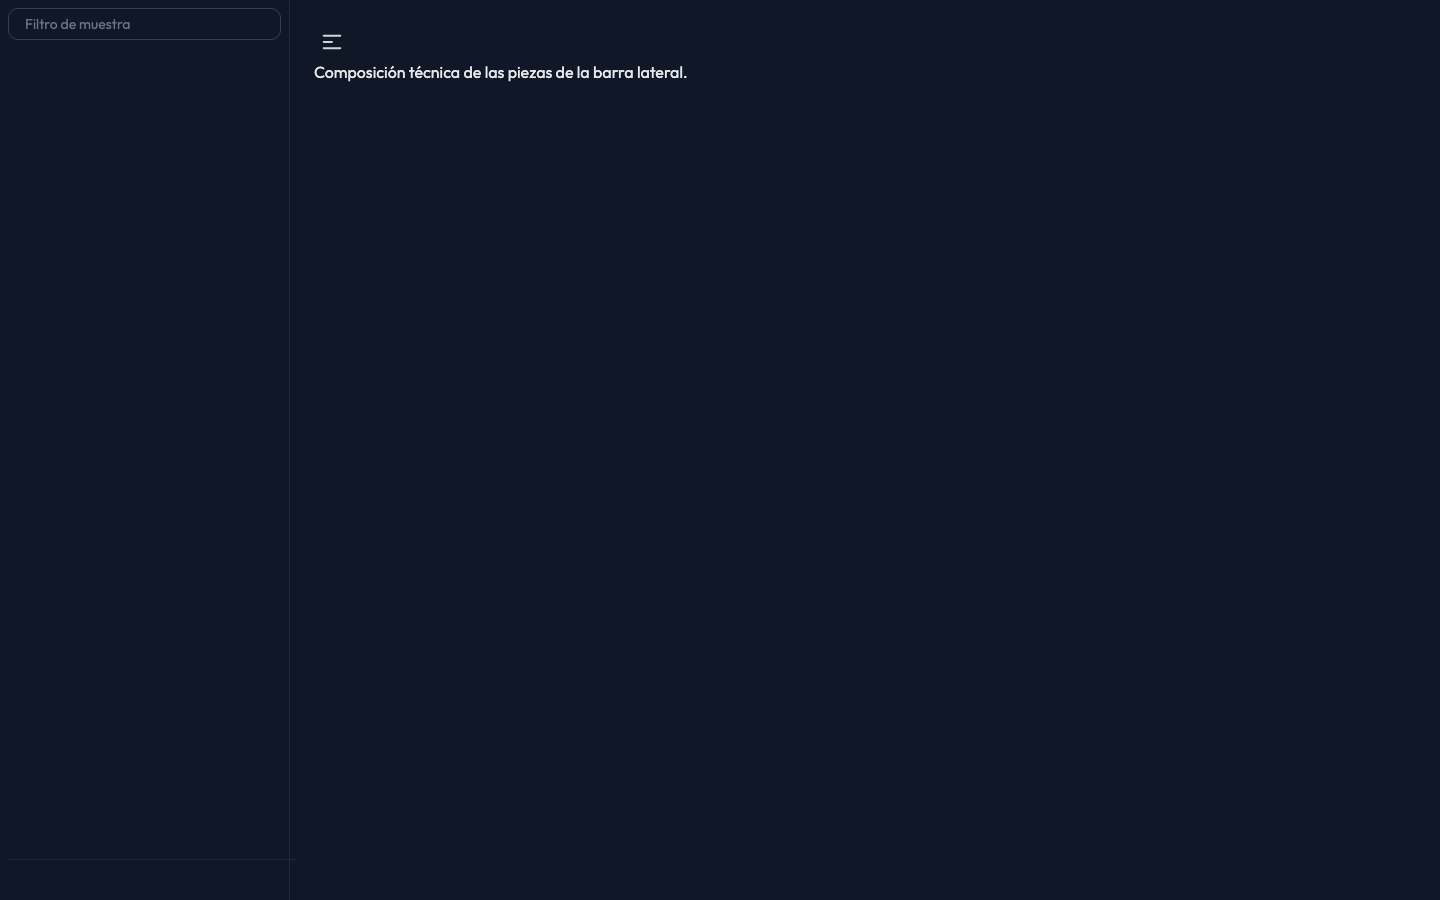 Filtro de muestra
Composición técnica de las piezas de la barra lateral.